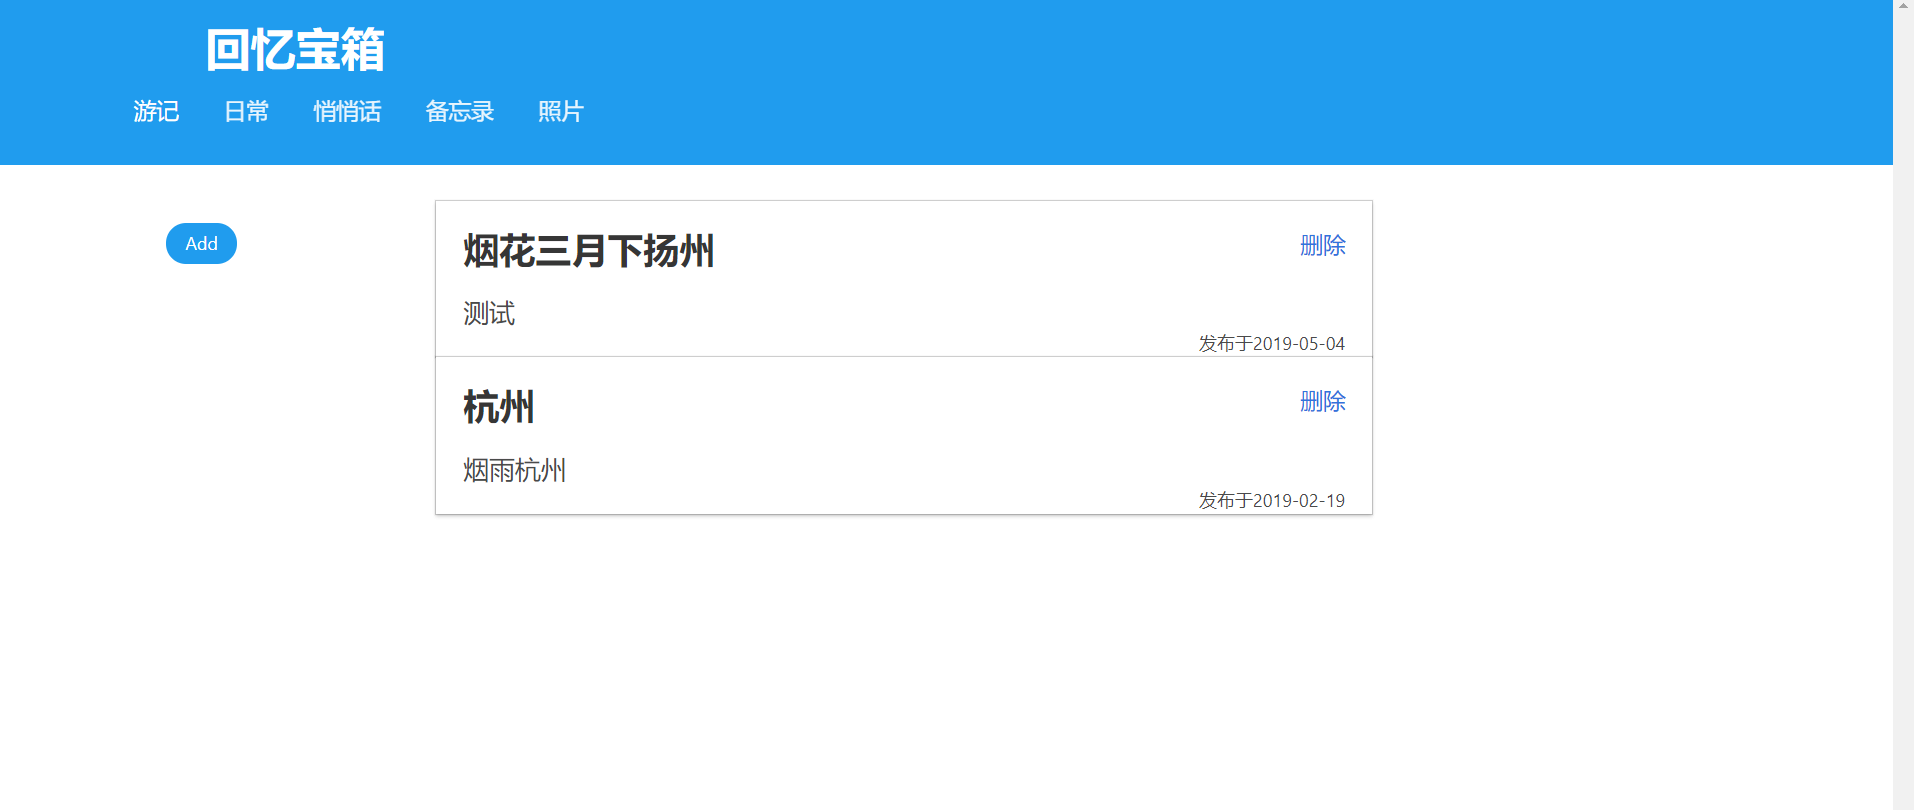 回忆宝箱
游记 日常 悄悄话 备忘录 照片
Add
烟花三月下扬州 删除
测试
发布于2019-05-04
杭州 删除
烟雨杭州
发布于2019-02-19